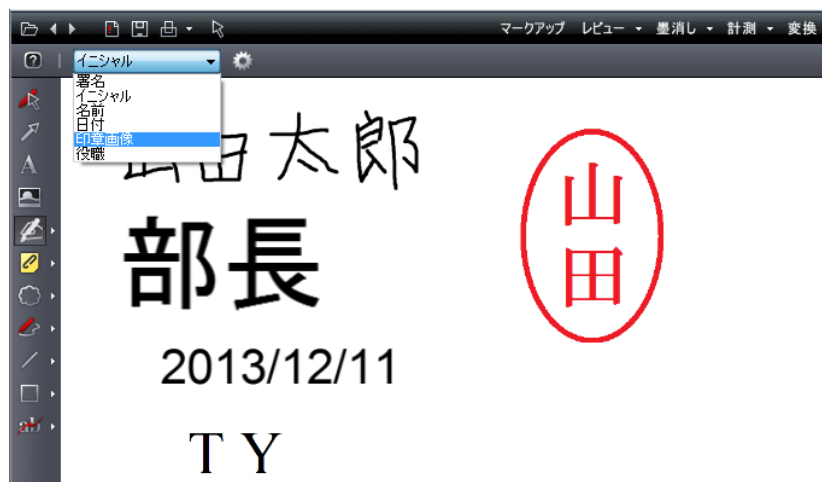 マークアップ レビュー 墨消し 計測 変換
イニシャル
署名
イニシャル
名前
日付
印章画像
役職
山田太郎
部長
2013/12/11
T Y
山田